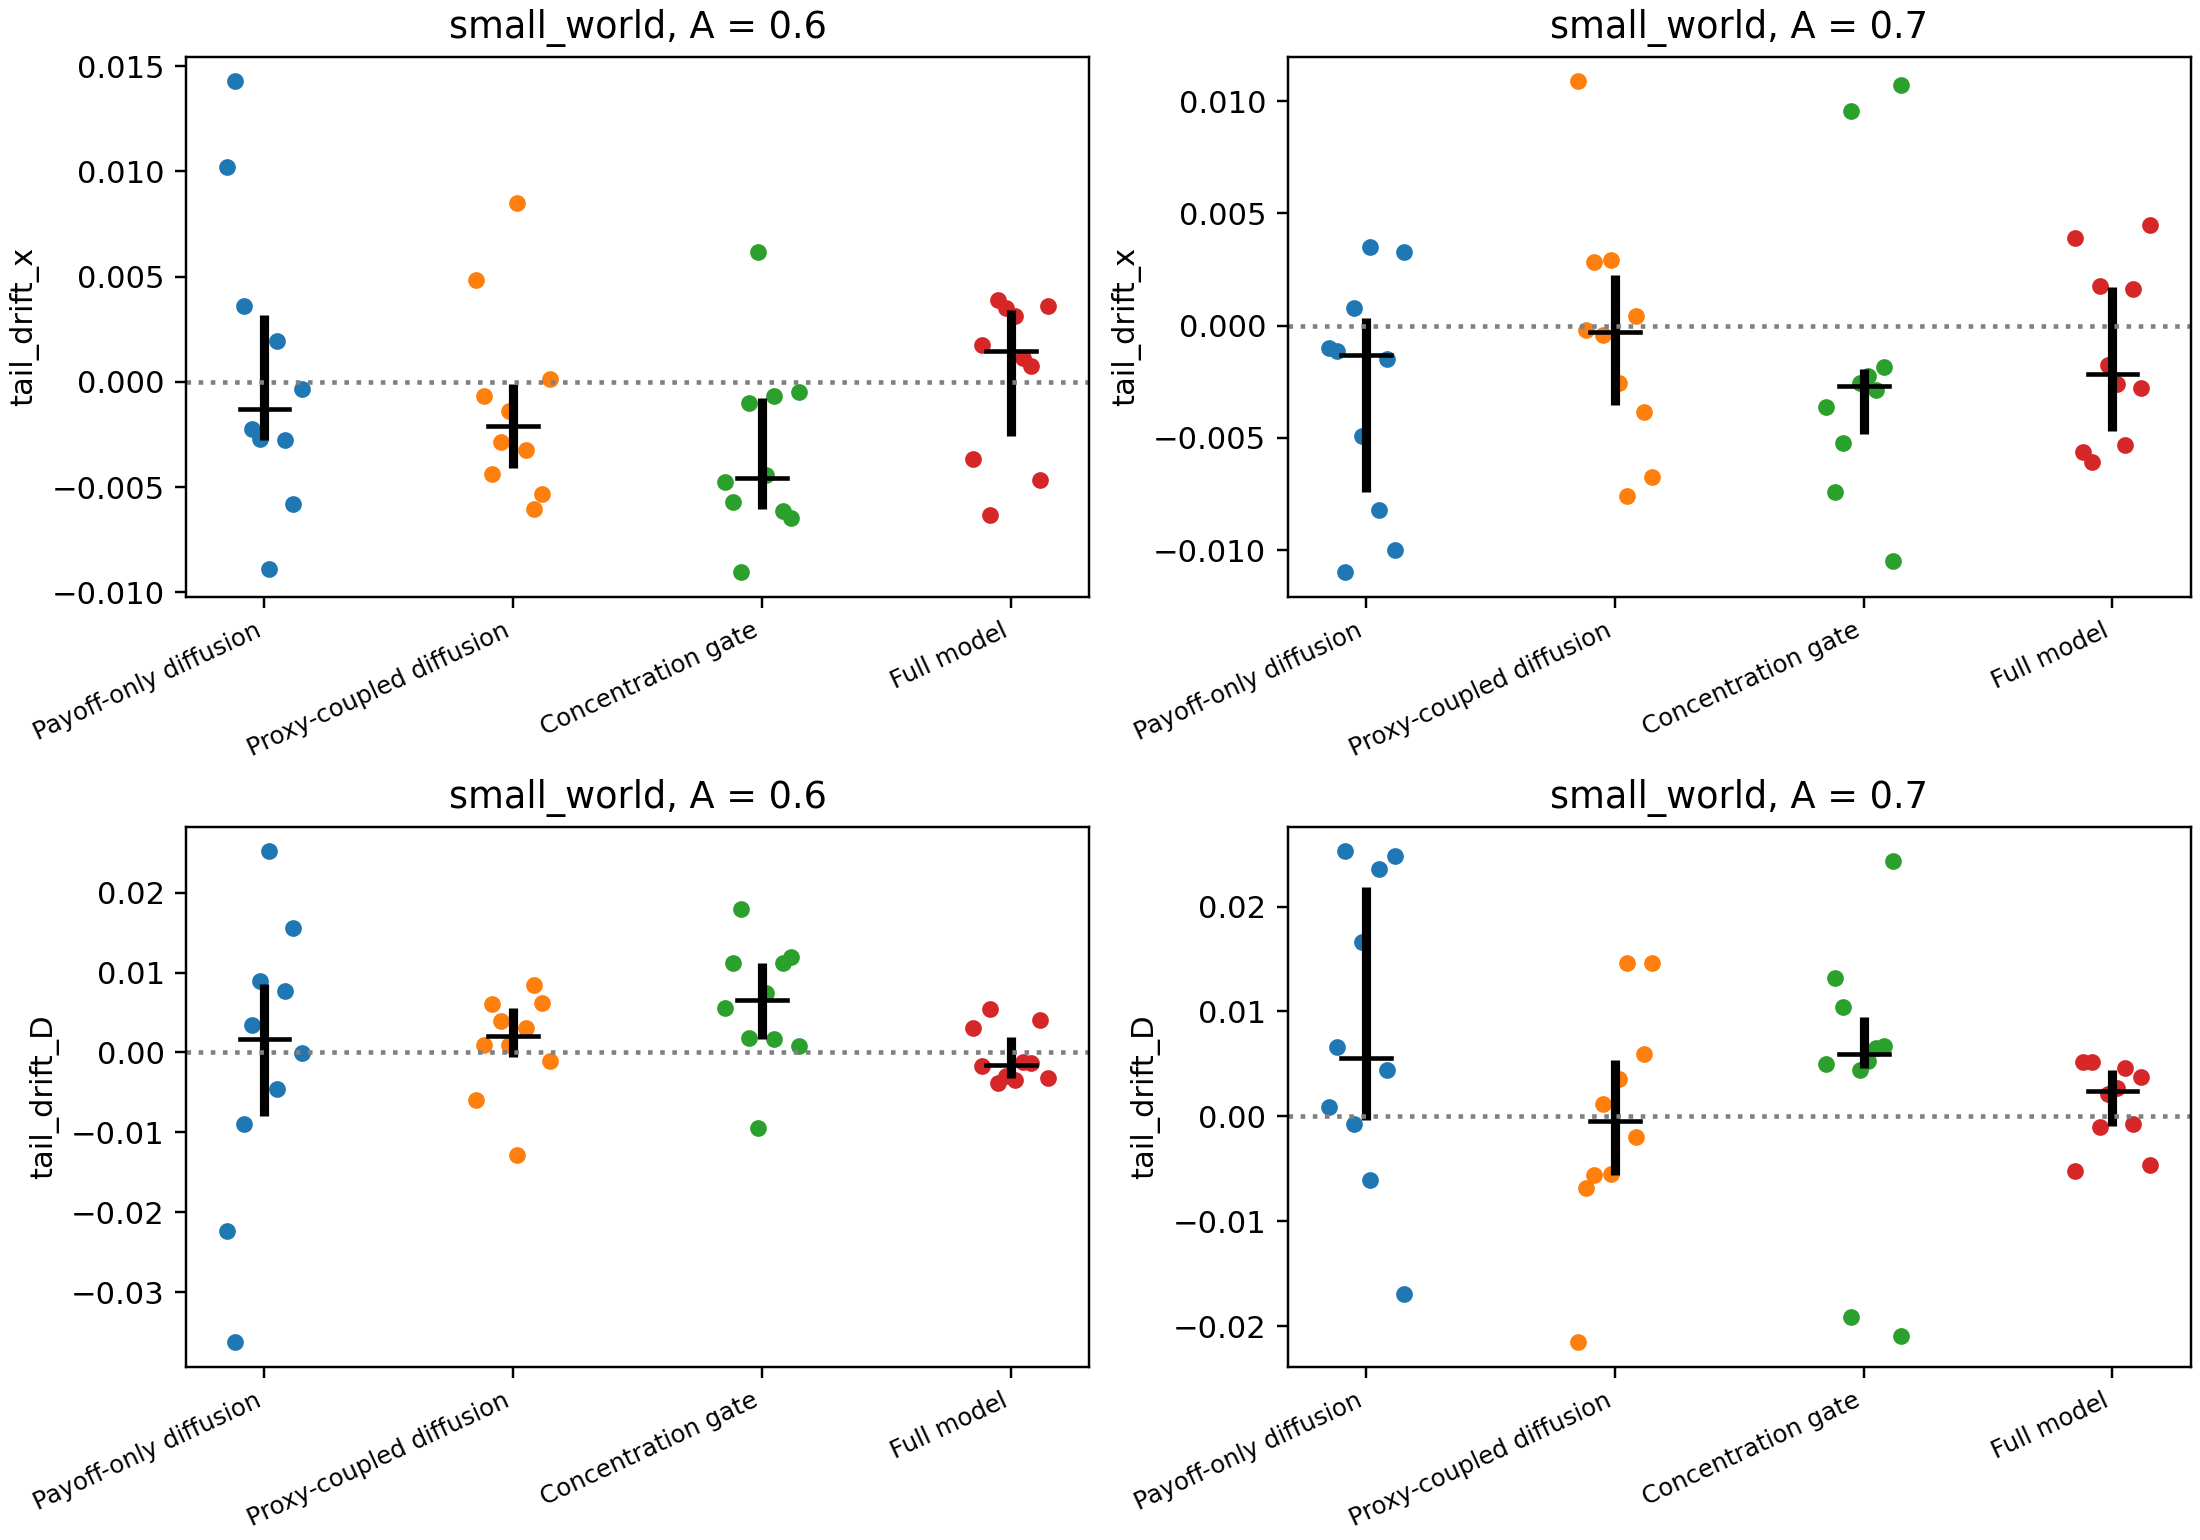 small_world, A = 0.6
0.015
0.010
0.005
0.000
−0.005
−0.010
tail_drift_x
Payoff-only diffusion
Proxy-coupled diffusion
Concentration gate
Full model
small_world, A = 0.7
0.010
0.005
0.000
−0.005
−0.010
tail_drift_x
Payoff-only diffusion
Proxy-coupled diffusion
Concentration gate
Full model
small_world, A = 0.6
0.02
0.01
0.00
−0.01
−0.02
−0.03
tail_drift_D
Payoff-only diffusion
Proxy-coupled diffusion
Concentration gate
Full model
small_world, A = 0.7
0.02
0.01
0.00
−0.01
−0.02
tail_drift_D
Payoff-only diffusion
Proxy-coupled diffusion
Concentration gate
Full model